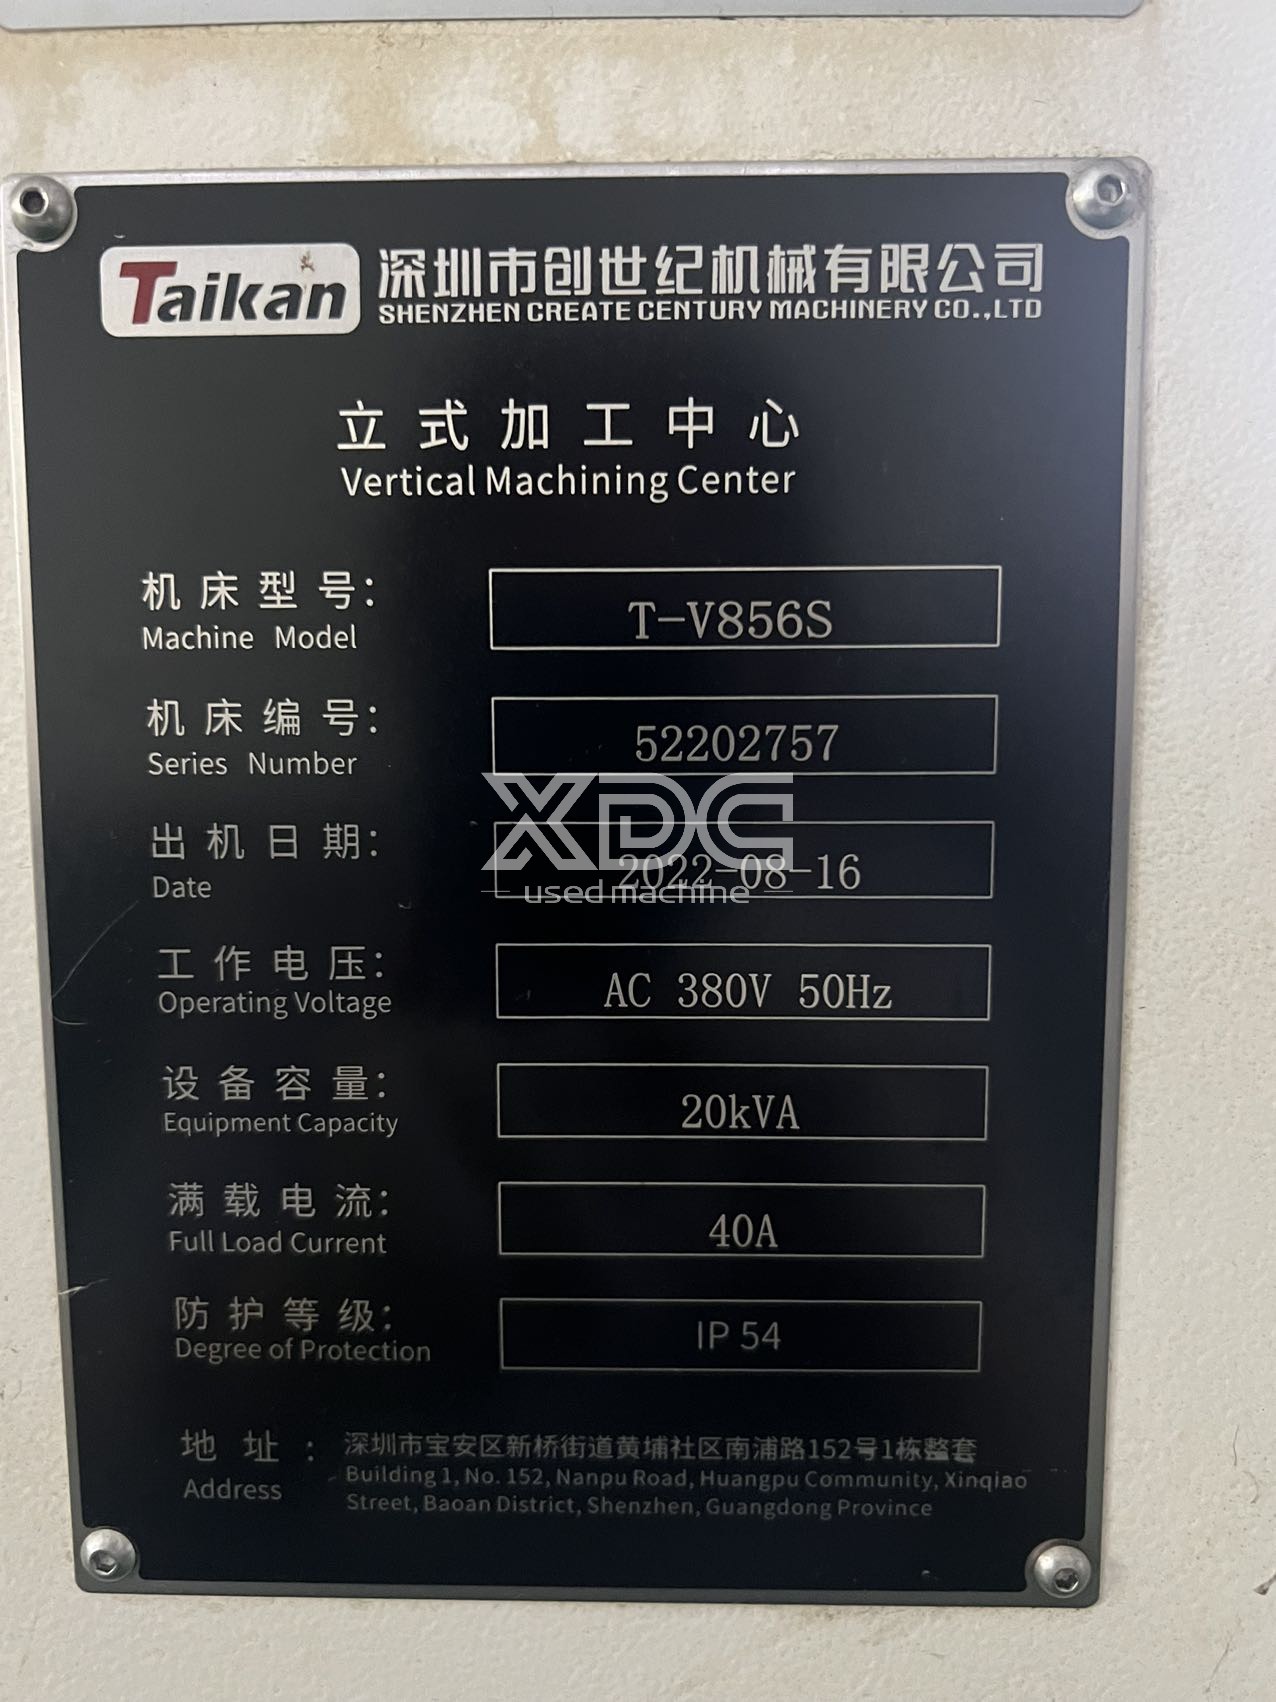 Taikan
深圳市创世纪机械有限公司
SHENZHEN CREATE CENTURY MACHINERY CO.,LTD
立式加工中心
Vertical Machining Center
机床型号: T-V856S
Machine Model
机床编号: 52202757
Series Number
XDC
出机日期: 2022-08-16
Date
used machine
工作电压: AC 380V 50Hz
Operating Voltage
设备容量: 20kVA
Equipment Capacity
满载电流: 40A
Full Load Current
防护等级: IP 54
Degree of Protection
地址: 深圳市宝安区新桥街道黄埔社区南浦路152号1栋整套
Address
Building 1, No. 152, Nanpu Road, Huangpu Community, Xinqiao
Street, Baoan District, Shenzhen, Guangdong Province